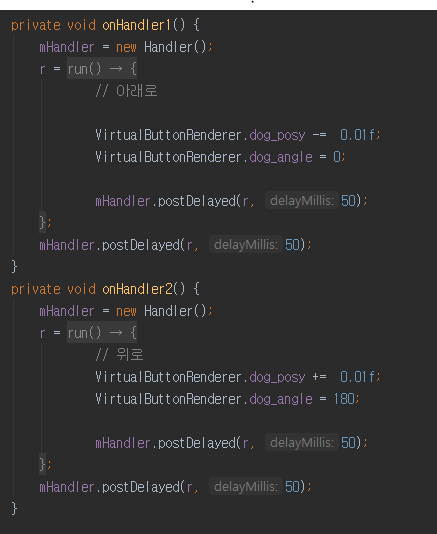 private void onHandler1() {
mHandler = new Handler();
r = run() → {
// 아래로
VirtualButtonRenderer.dog_posy -= 0.01f;
VirtualButtonRenderer.dog_angle = 0;
mHandler.postDelayed(r, delayMillis: 50);
};
mHandler.postDelayed(r, delayMillis: 50);
}
private void onHandler2() {
mHandler = new Handler();
r = run() → {
// 위로
VirtualButtonRenderer.dog_posy += 0.01f;
VirtualButtonRenderer.dog_angle = 180;
mHandler.postDelayed(r, delayMillis: 50);
};
mHandler.postDelayed(r, delayMillis: 50);
}